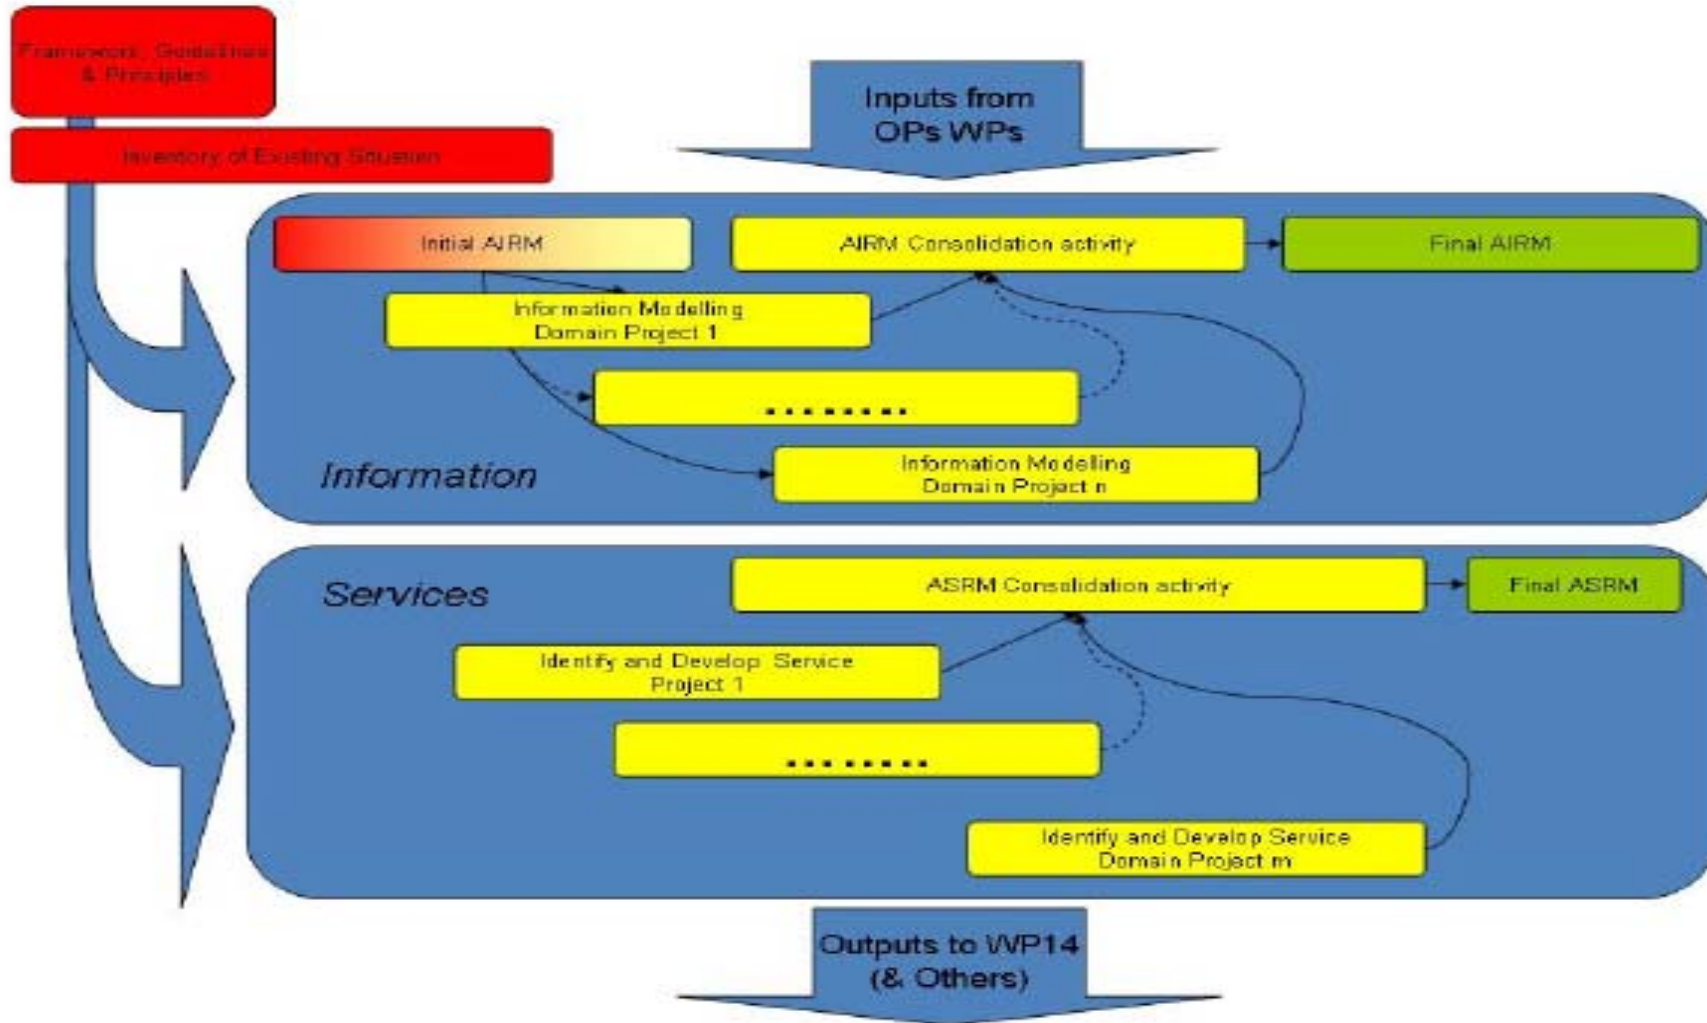 Framework, Guidelines
& Principles
Inventory of Existing Situation
Inputs from
OPs WPs
Initial AIRM
AIRM Consolidation activity
Final AIRM
Information Modelling
Domain Project 1
........
Information Modelling
Domain Project n
Information
Services
ASRM Consolidation activity
Final ASRM
Identify and Develop Service
Project 1
........
Identify and Develop Service
Domain Project m
Outputs to WP14
(& Others)